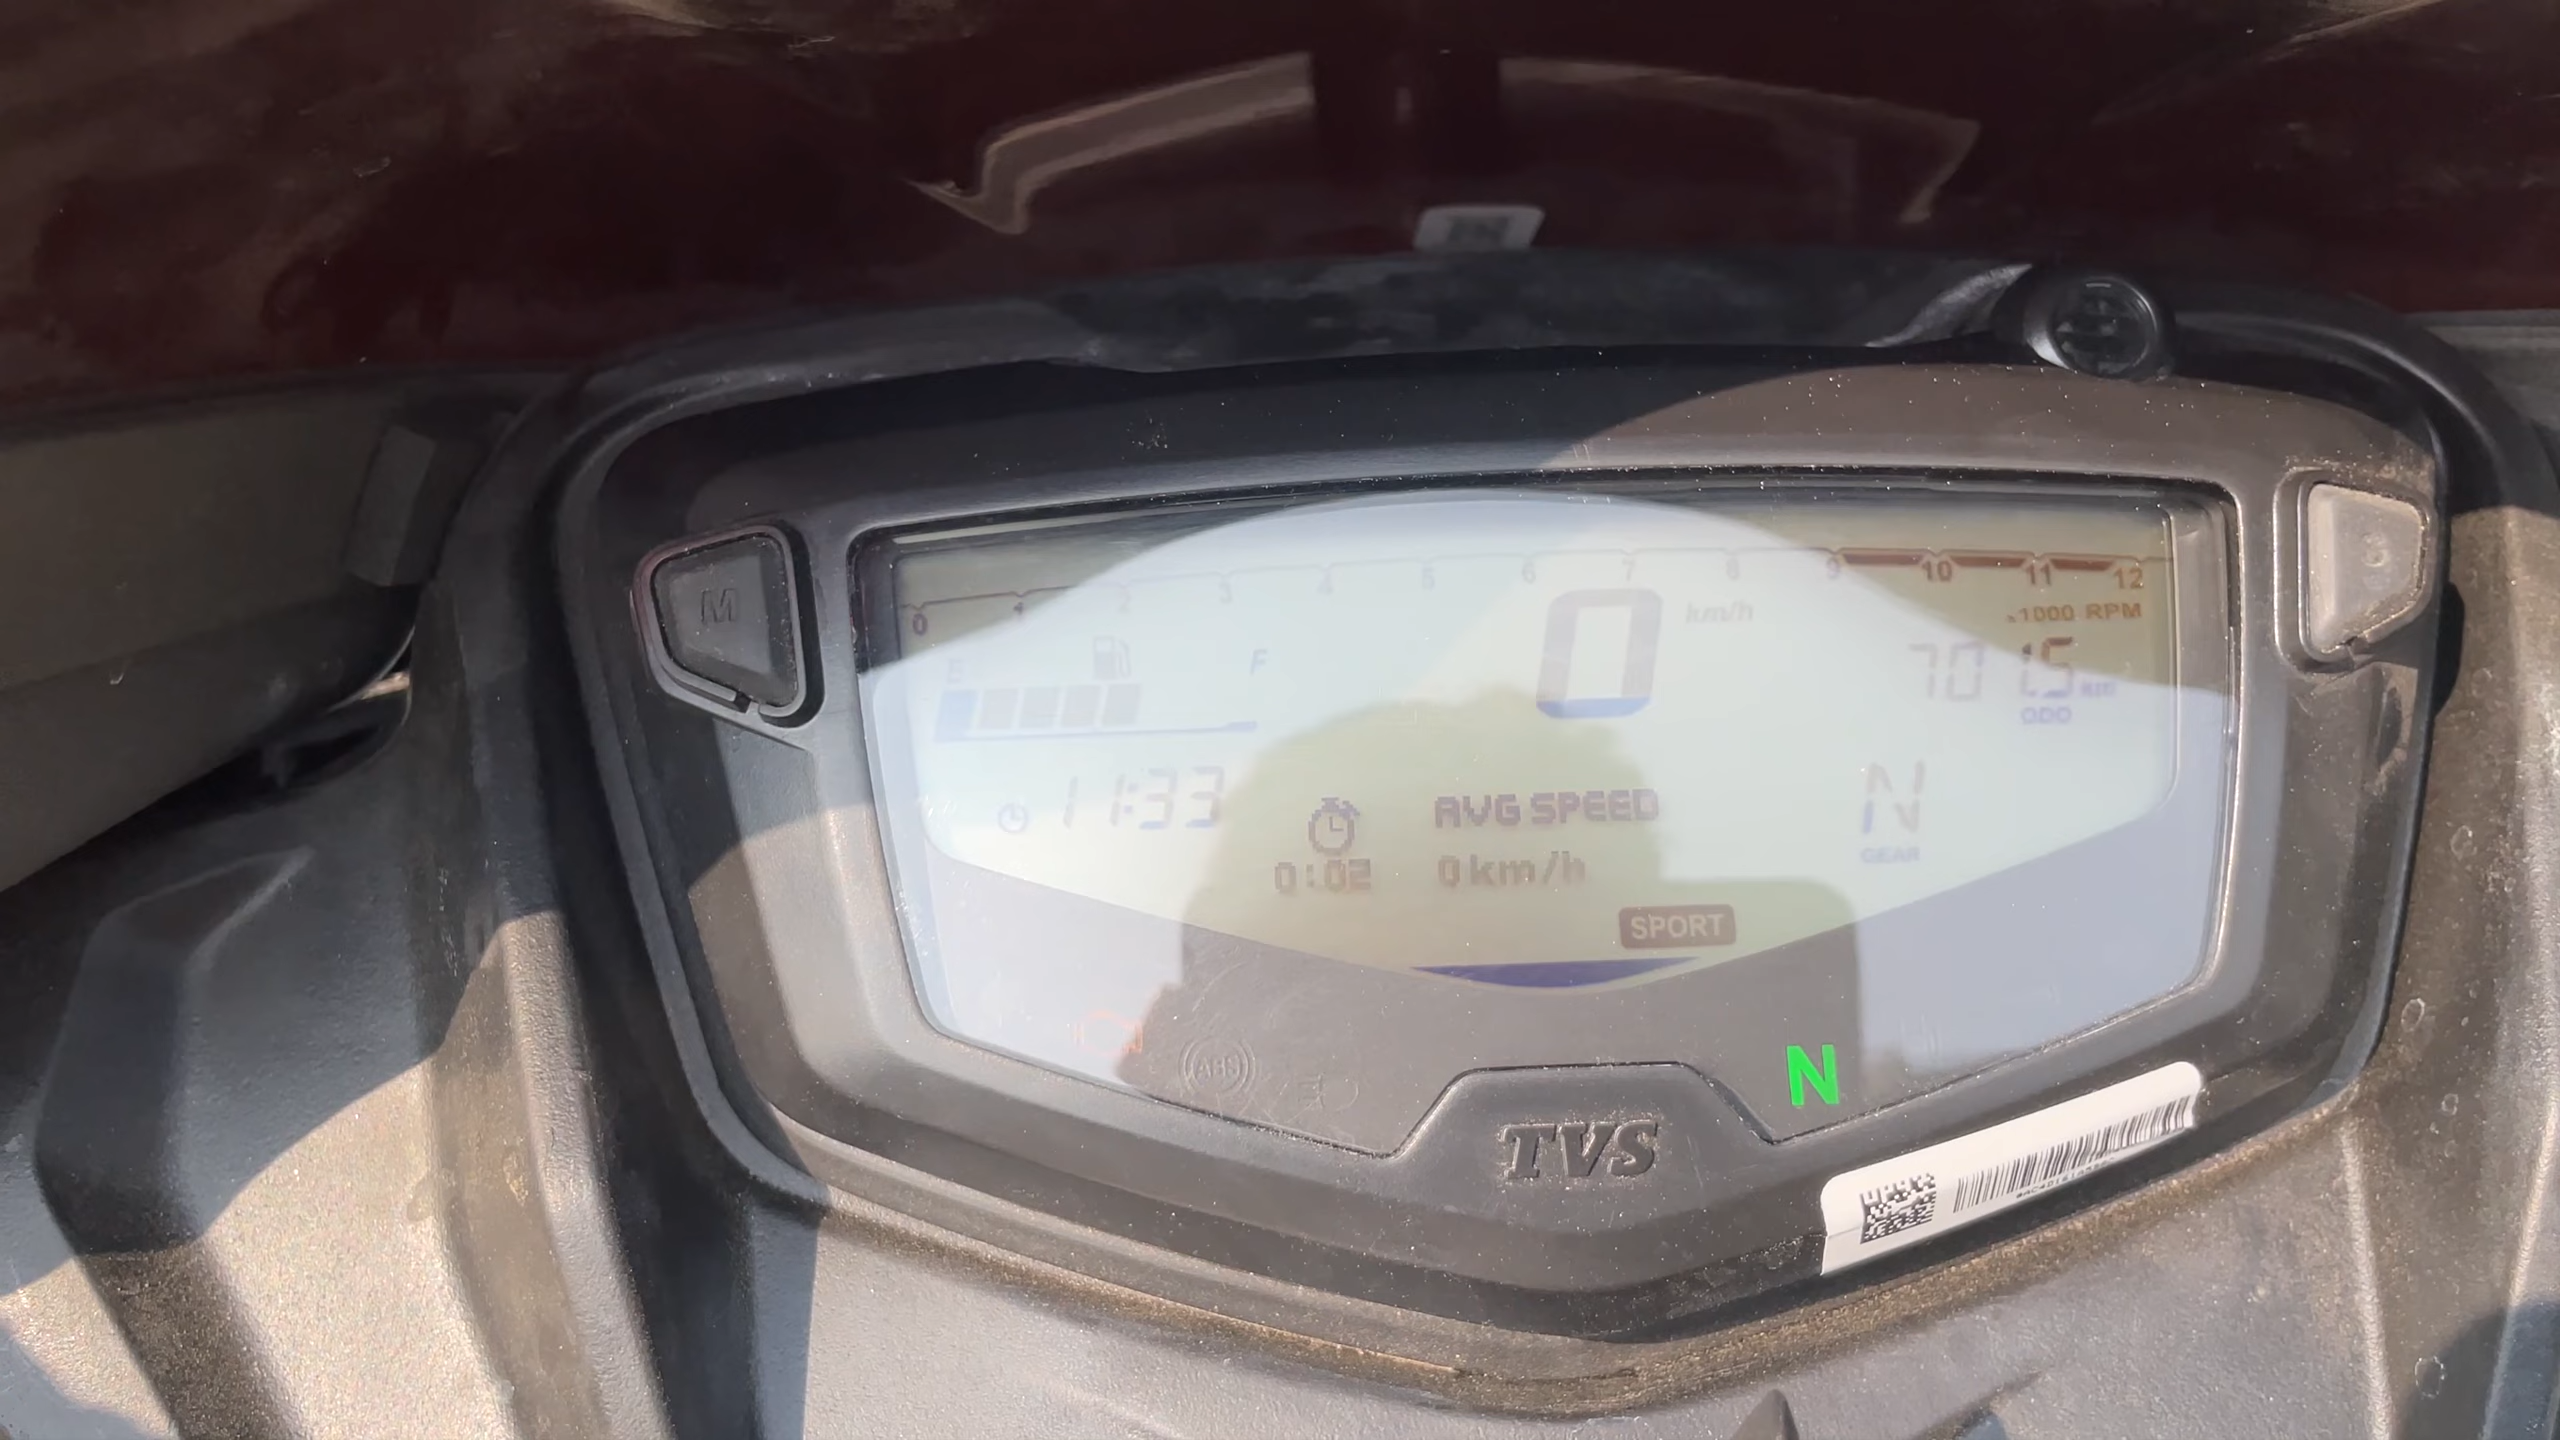 M
0 1 2 3 4 5 6 7 8 9 10 11 12
x1000 RPM
0 km/h
E F
km
ODO
11:33
AVG SPEED
N
0:02
0km/h
GEAR
SPORT
ABS
N
TVS